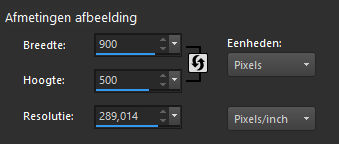 Afmetingen afbeelding
Breedte: 900 Eenheden:
Pixels
Hoogte: 500
Resolutie: 289,014 Pixels/inch